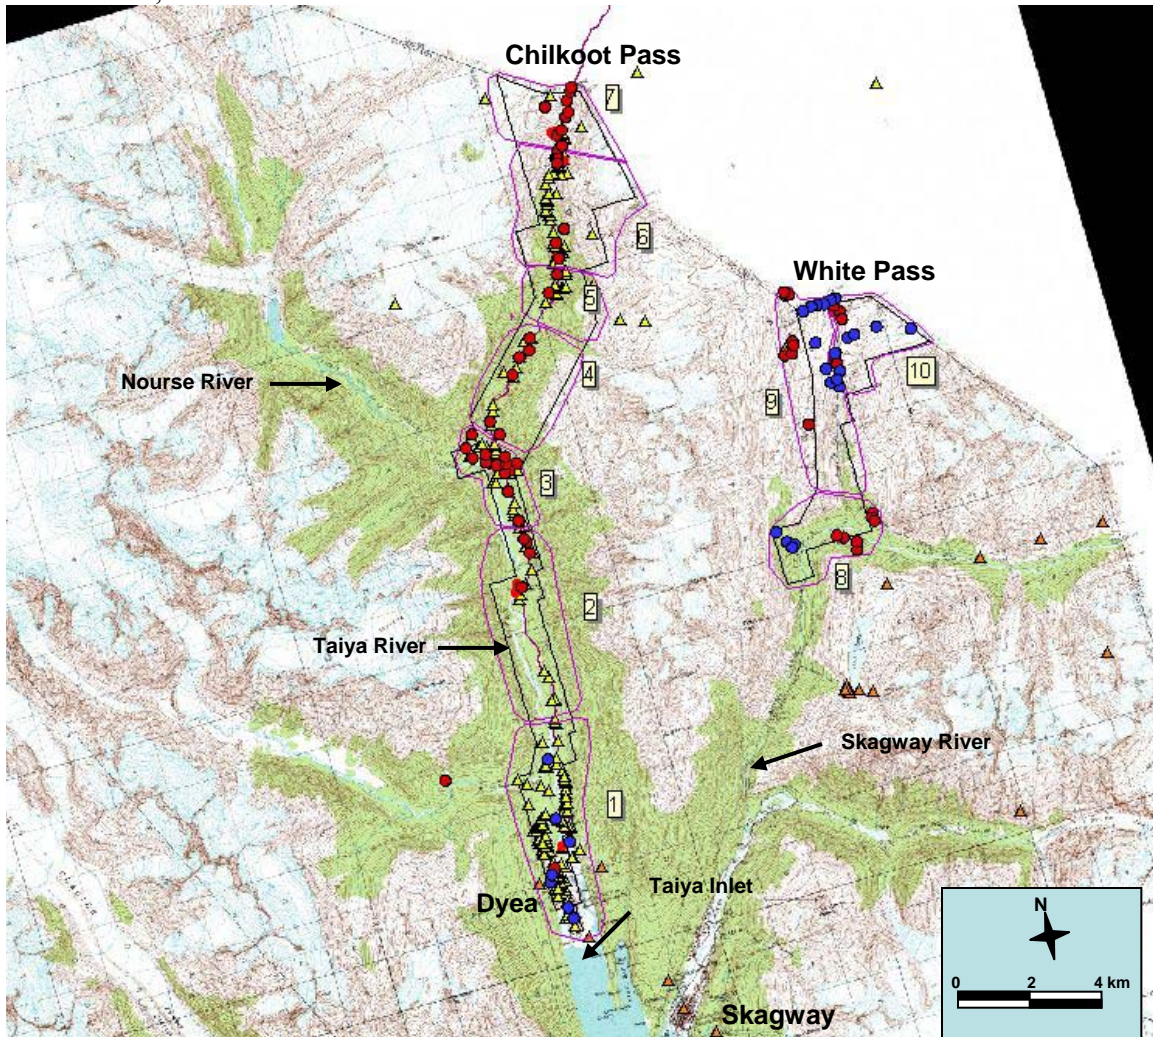 Chilkoot Pass
7
6
White Pass
5
Nourse River
4
10
9
3
8
2
Taiya River
Skagway River
1
Taiya Inlet
Dyea
N
0 2 4 km
Skagway